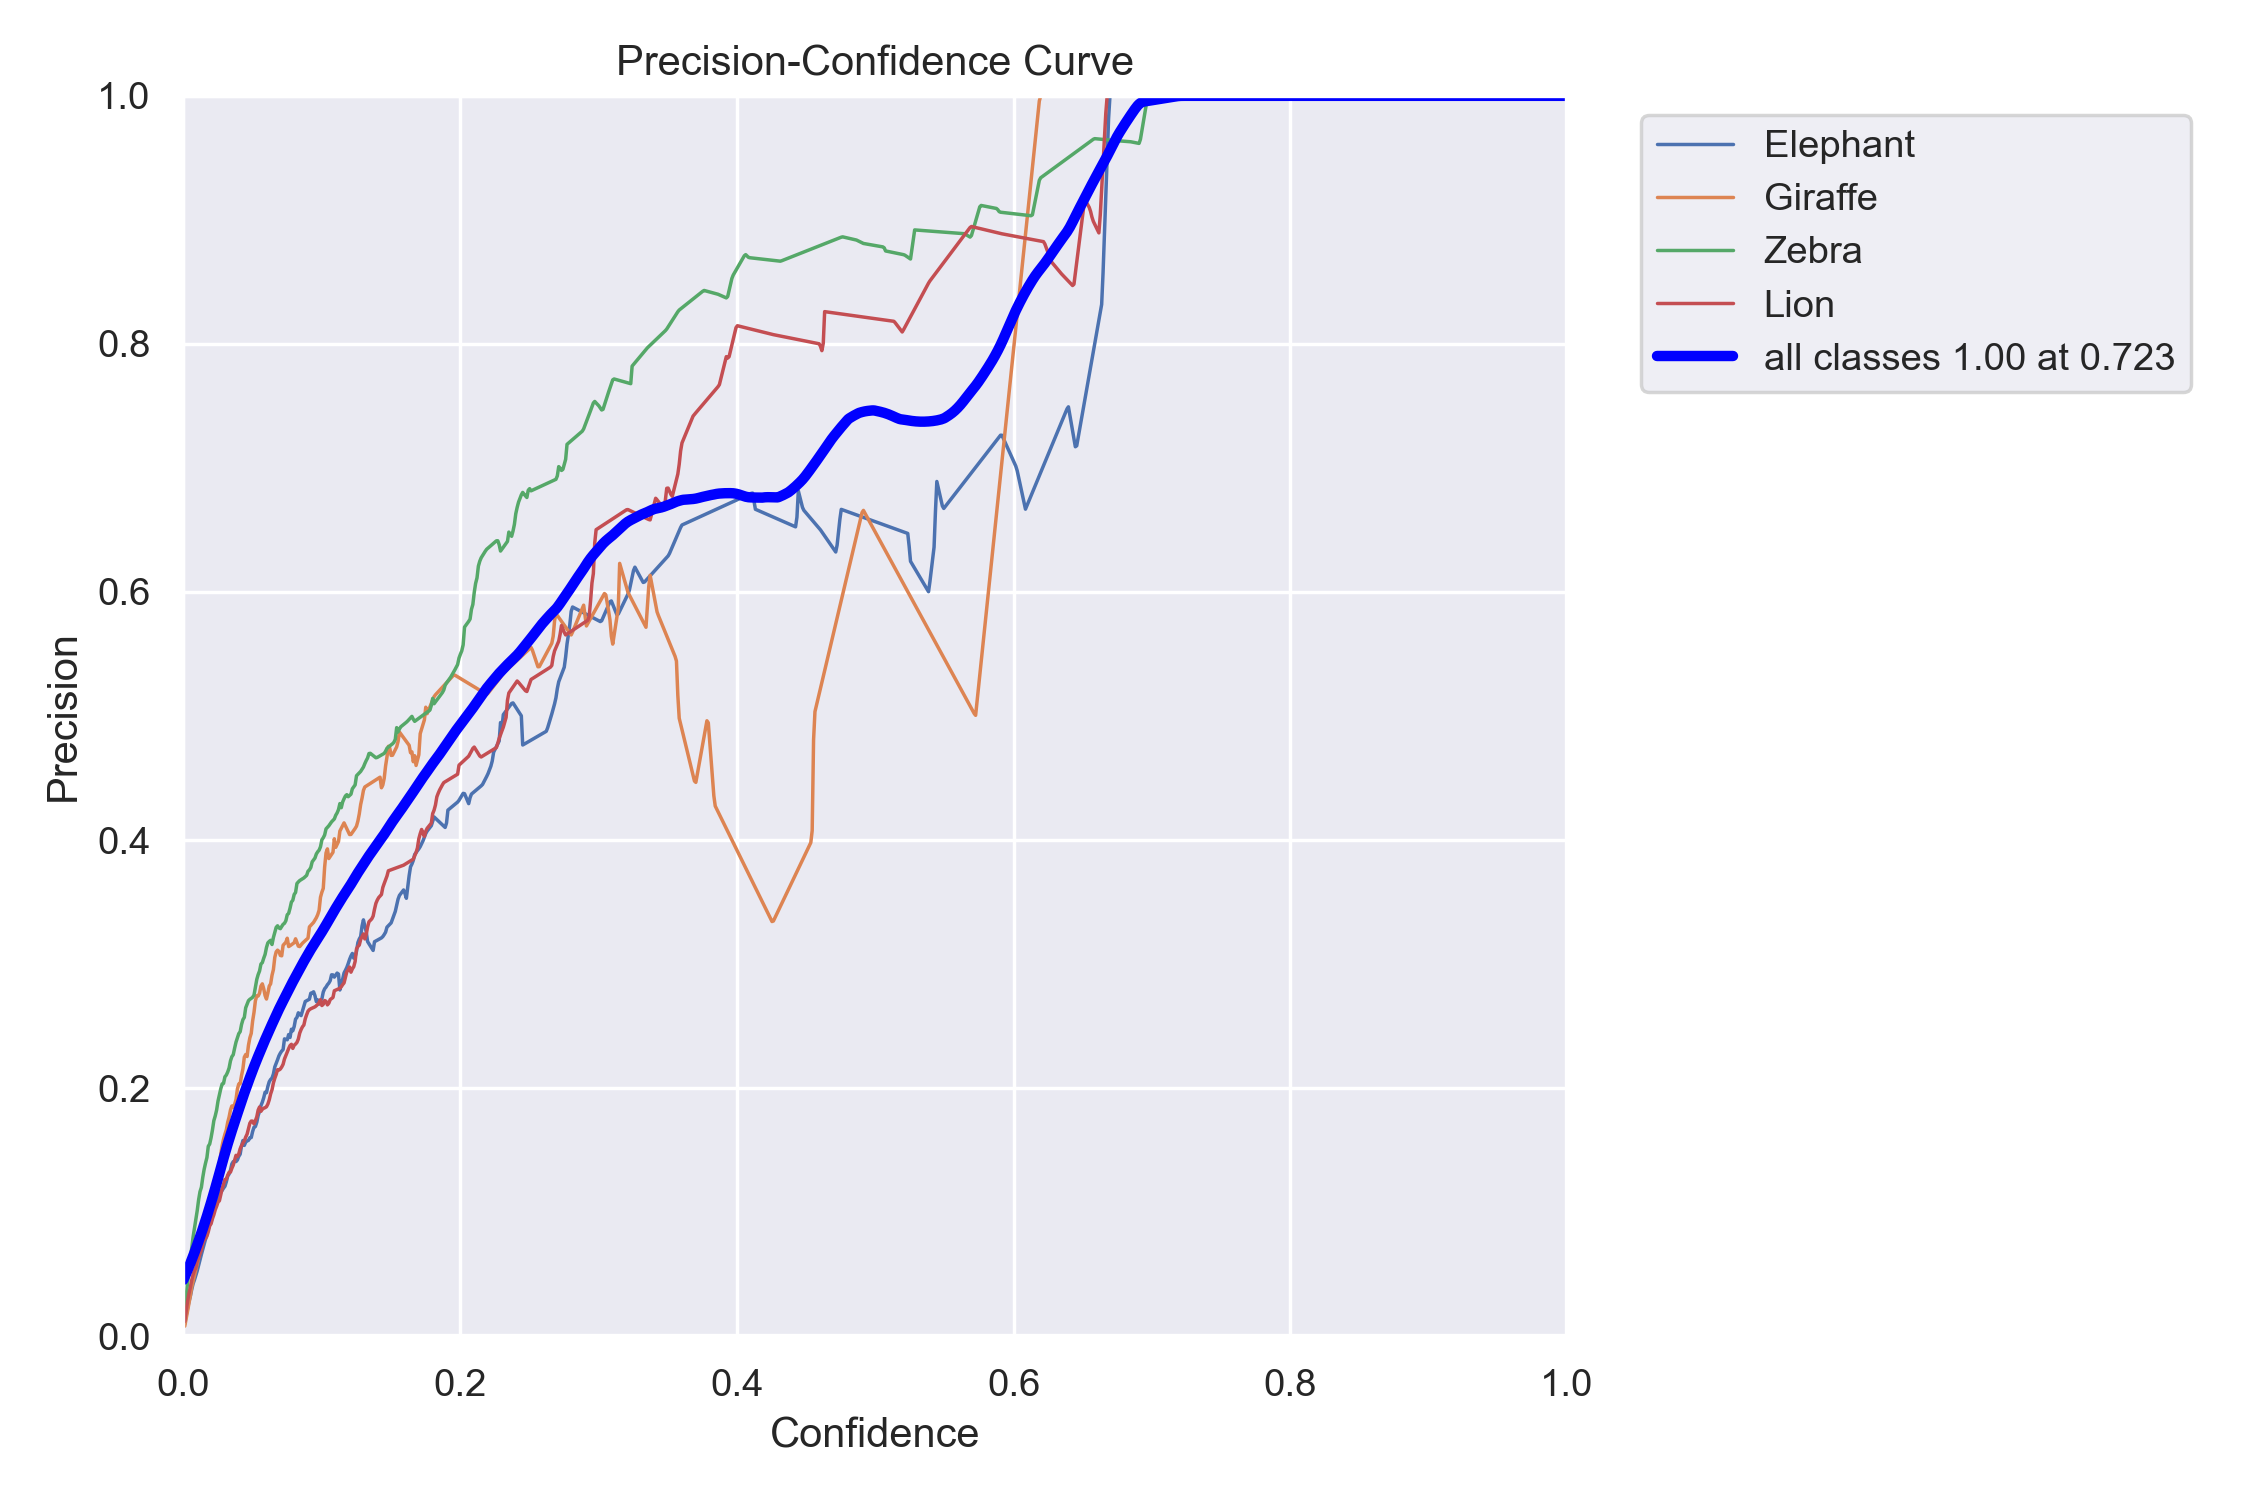 Precision-Confidence Curve
1.0
0.8
0.6
0.4
0.2
0.0
Precision
0.0 0.2 0.4 0.6 0.8 1.0
Confidence
Elephant
Giraffe
Zebra
Lion
all classes 1.00 at 0.723